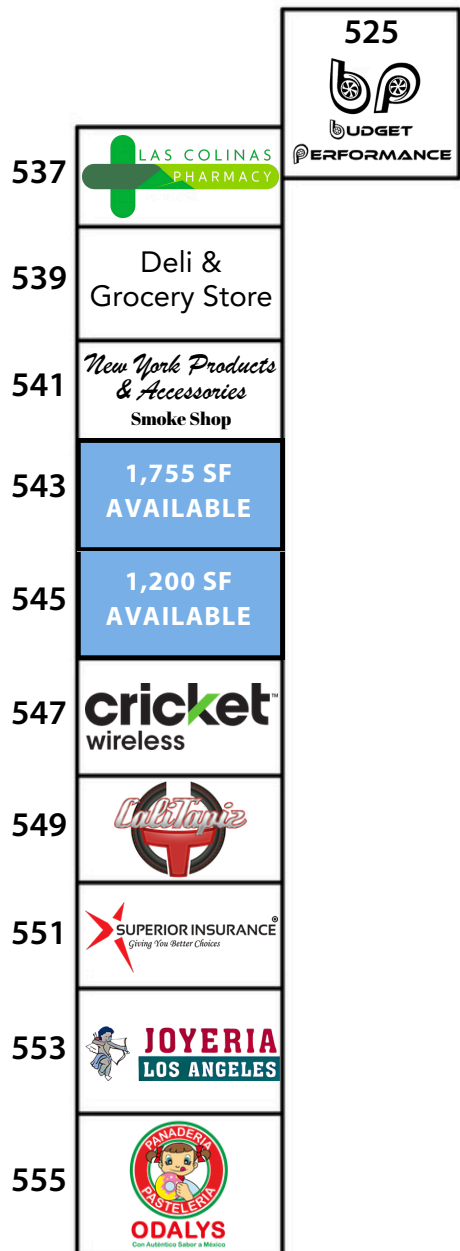 525
bp
BUDGET
PERFORMANCE
537
LAS COLINAS
PHARMACY
539
Deli &
Grocery Store
541
New York Products
& Accessories
Smoke Shop
543
1,755 SF
AVAILABLE
545
1,200 SF
AVAILABLE
547
cricket™
wireless
549
CaliTapiz
551
SUPERIOR INSURANCE®
Giving You Better Choices
553
JOYERIA
LOS ANGELES
555
PANADERIA
PASTELERIA
ODALYS
Con Auténtico Sabor a México